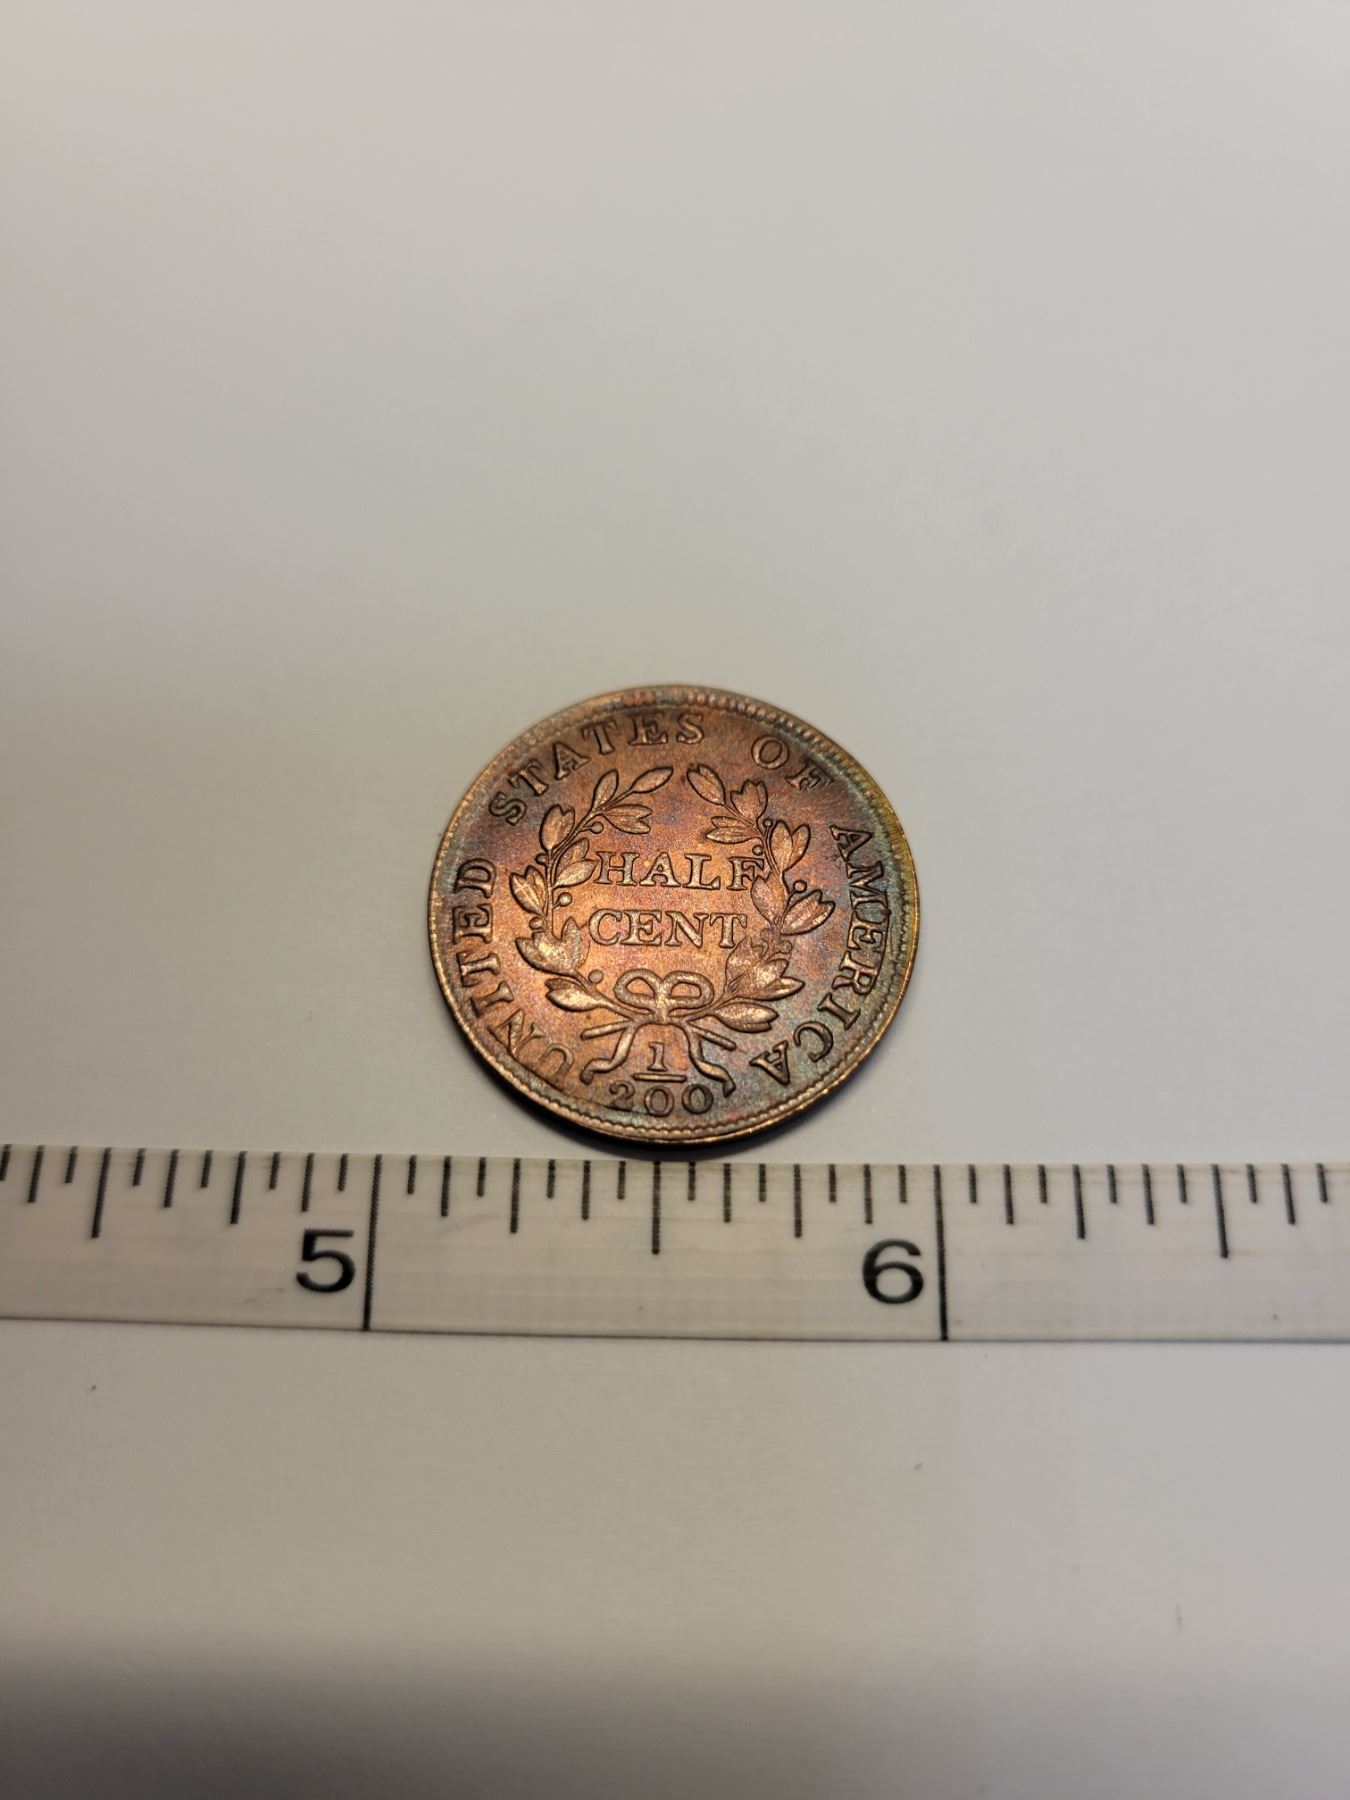 UNITED STATES OF AMERICA
HALF
CENT
1
200
5 6